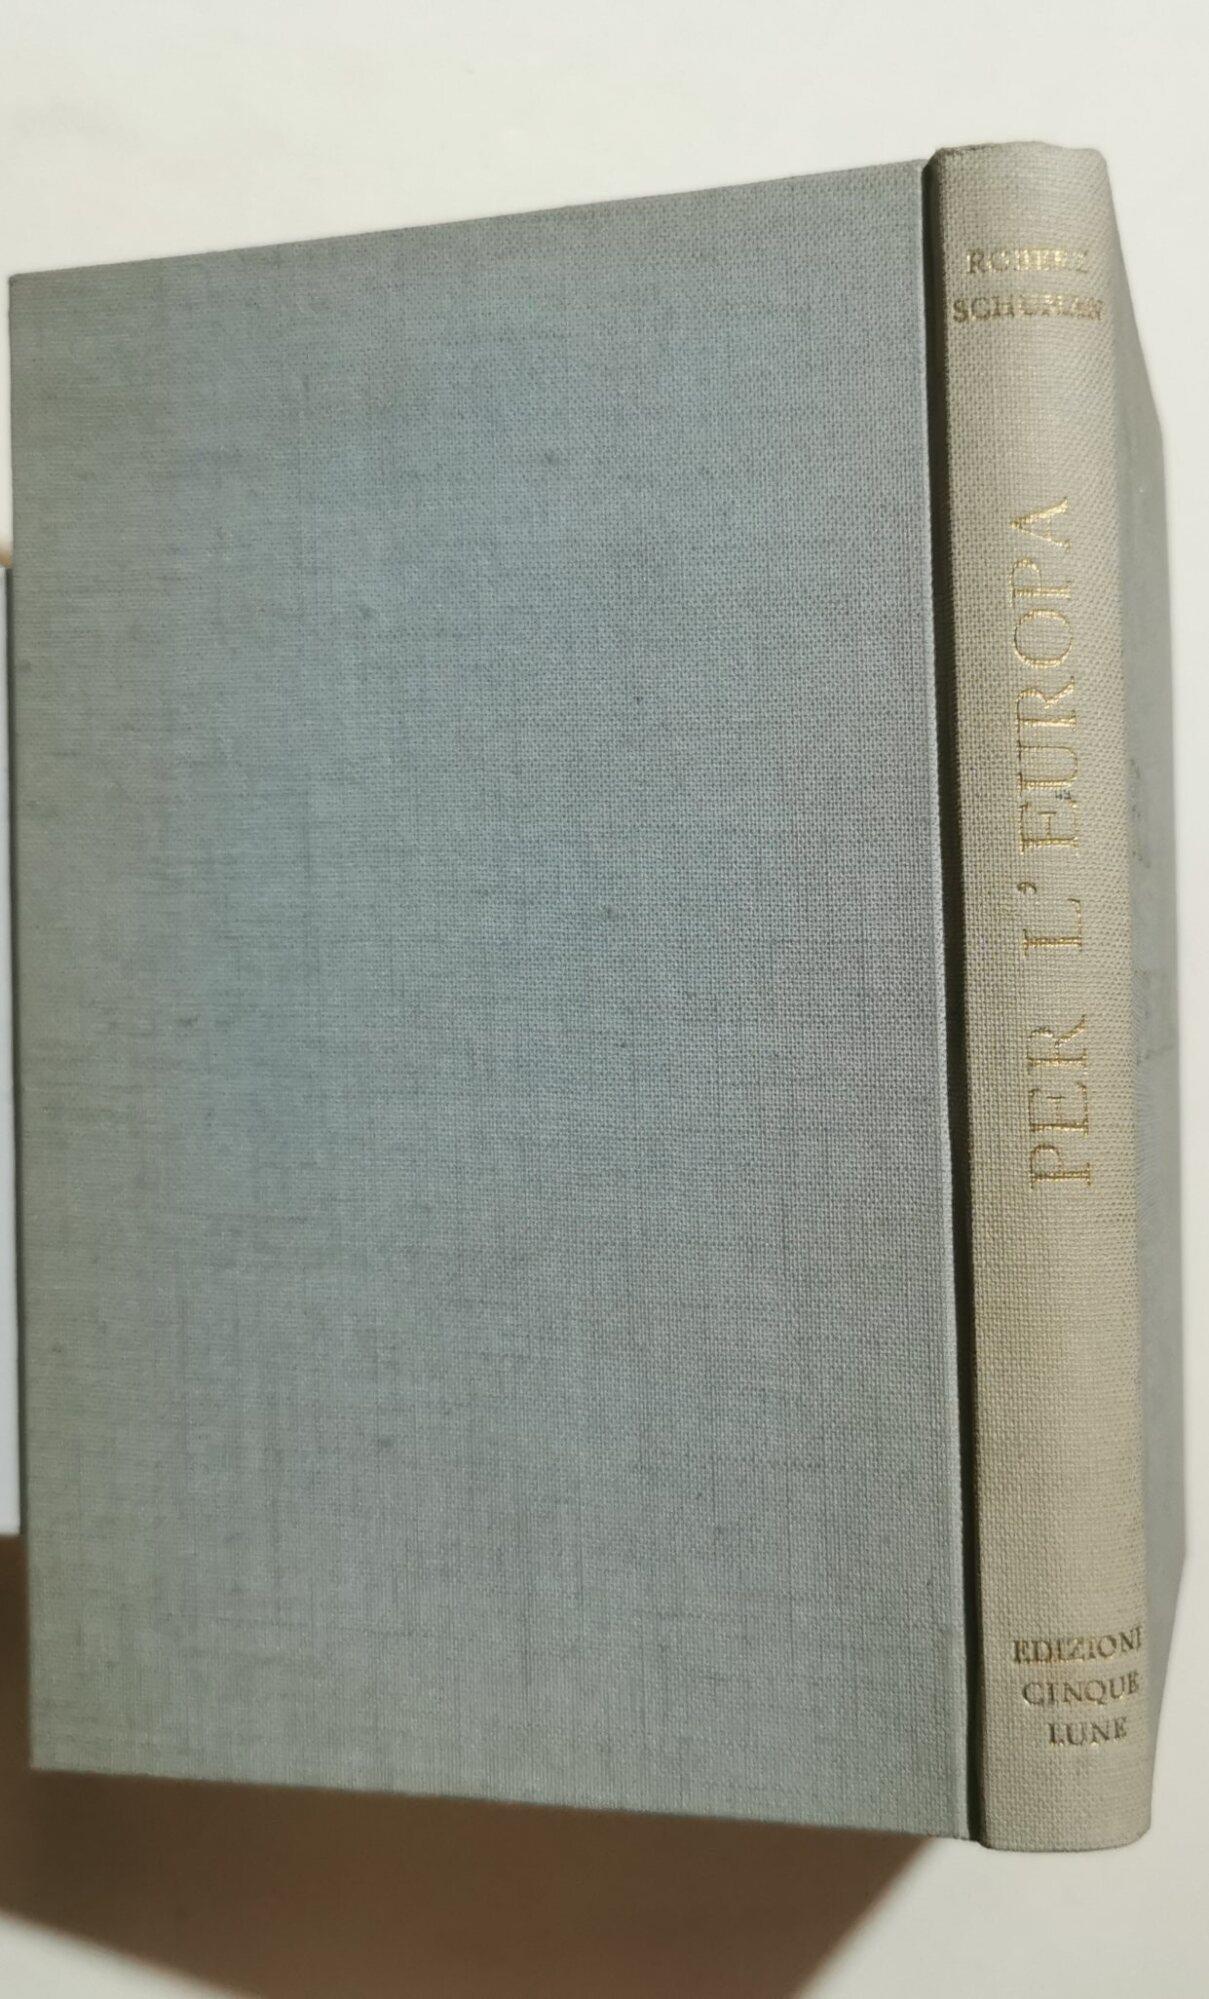 ROBERT
SCHUMAN
PER L'EUROPA
EDIZIONI
CINQUE
LUNE